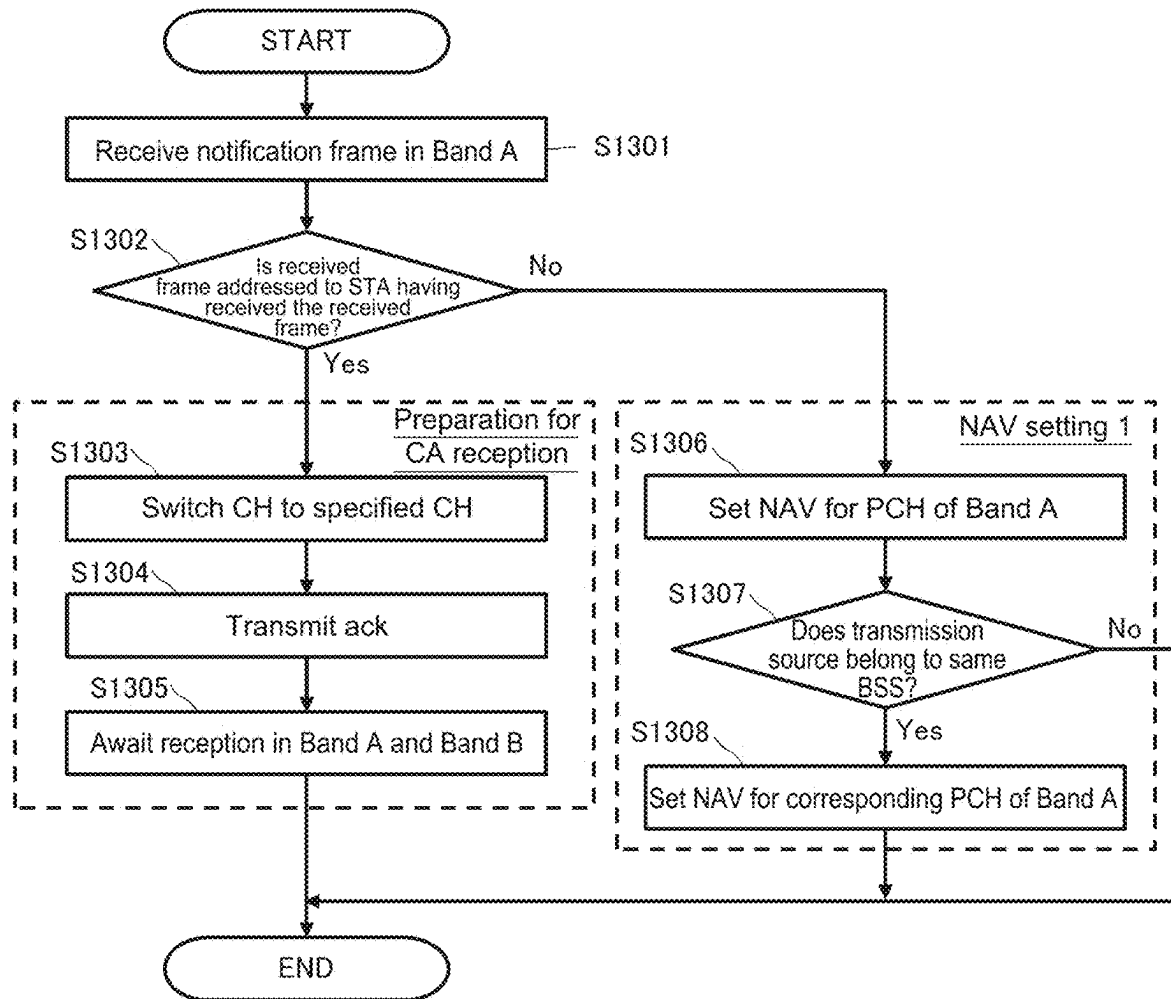 START
Receive notification frame in Band A
S1301
S1302
Is received
frame addressed to STA having
received the received
frame?
No
Yes
Preparation for
CA reception
S1303
Switch CH to specified CH
S1304
Transmit ack
S1305
Await reception in Band A and Band B
NAV setting 1
S1306
Set NAV for PCH of Band A
S1307
Does transmission
source belong to same
BSS?
No
Yes
S1308
Set NAV for corresponding PCH of Band A
END